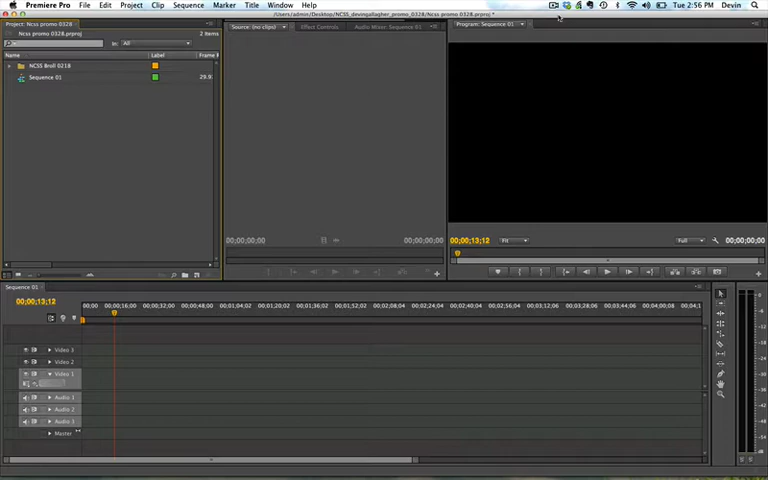 Premiere Pro File Edit Project Clip Sequence Marker Title Window Help Tue 2:56 PM Devin
/Users/admin/Desktop/NCSS_devingallagher_promo_0328/Ncss promo 0328.prproj *
Project: Ncss promo 0328 Source: (no clips) Effect Controls Audio Mixer: Sequence 01 Program: Sequence 01
Ncss promo 0328.prproj 2 Items
In: All
Name Label Frame
NCSS Broll 0218
Sequence 01 29.9
00;00;00;00 00;00;00;00 00;00;13;12 Fit Full 00;00;00;00
Sequence 01
00;00;13;12
00;00 00;00;16;00 00;00;32;00 00;00;48;00 00;01;04;02 00;01;20;02 00;01;36;02 00;01;52;02 00;02;08;04 00;02;24;04 00;02;40;04 00;02;56;04 00;03;12;06 00;03;28;06 00;03;44;06 00;04;00;08 00;04;1
Video 3
Video 2
Video 1
Audio 1
Audio 2
Audio 3
Master